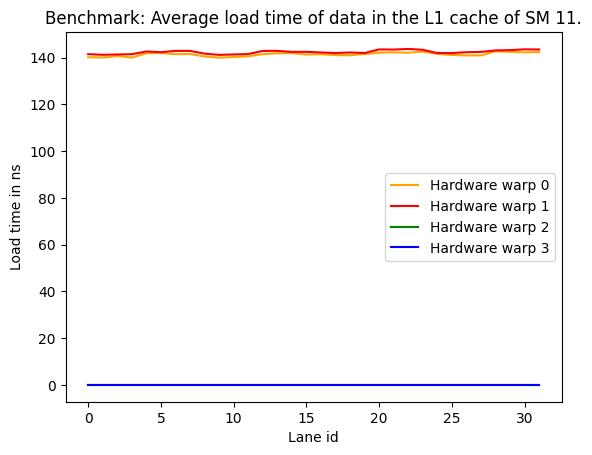 Benchmark: Average load time of data in the L1 cache of SM 11.
Load time in ns
140
120
100
80
60
40
20
0
Hardware warp 0
Hardware warp 1
Hardware warp 2
Hardware warp 3
0 5 10 15 20 25 30
Lane id